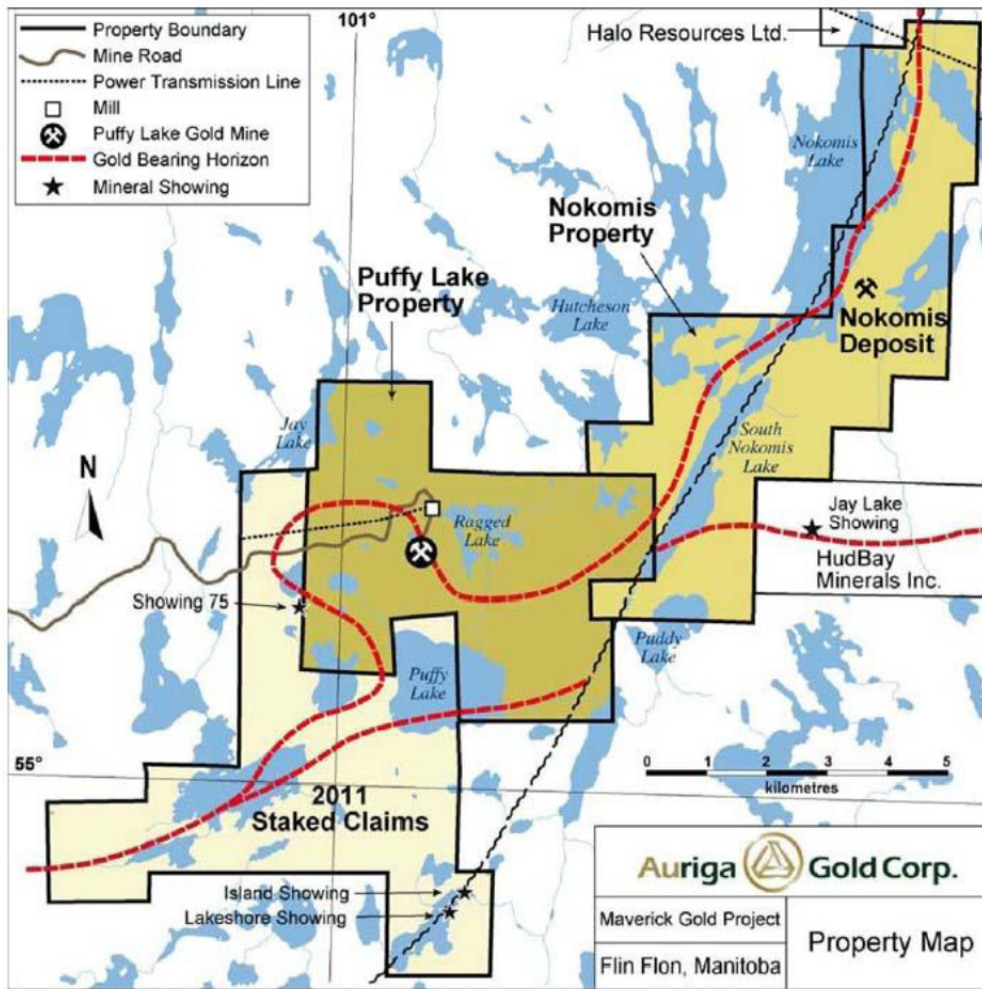 Property Boundary
Mine Road
Power Transmission Line
Mill
Puffy Lake Gold Mine
Gold Bearing Horizon
Mineral Showing
101°
Halo Resources Ltd.
Nokomis
Lake
Nokomis
Property
Puffy Lake
Property
Hutcheson
Lake
Nokomis
Deposit
Jay
Lake
South
Nokomis
Lake
N
Ragged
Lake
Jay Lake
Showing
HudBay
Minerals Inc.
Showing 75
Puddy
Lake
Puffy
Lake
55°
0 1 2 3 4 5
kilometres
2011
Staked Claims
Island Showing
Lakeshore Showing
Auriga Gold Corp.
Maverick Gold Project
Flin Flon, Manitoba
Property Map